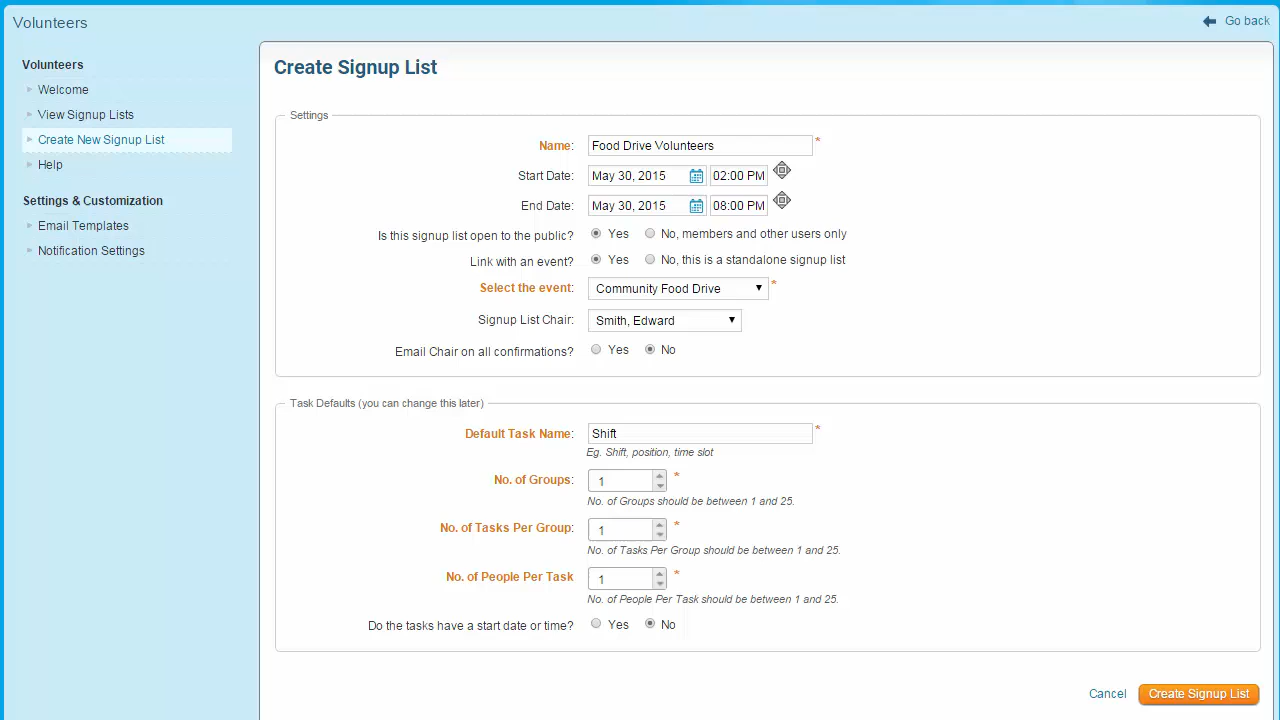 Volunteers
Go back
Volunteers
Welcome
View Signup Lists
Create New Signup List
Help
Settings & Customization
Email Templates
Notification Settings
Create Signup List
Settings
Name: Food Drive Volunteers *
Start Date: May 30, 2015 02:00 PM
End Date: May 30, 2015 08:00 PM
Is this signup list open to the public? Yes No, members and other users only
Link with an event? Yes No, this is a standalone signup list
Select the event: Community Food Drive *
Signup List Chair: Smith, Edward
Email Chair on all confirmations? Yes No
Task Defaults (you can change this later)
Default Task Name: Shift *
Eg. Shift, position, time slot
No. of Groups: 1 *
No. of Groups should be between 1 and 25.
No. of Tasks Per Group: 1 *
No. of Tasks Per Group should be between 1 and 25.
No. of People Per Task 1 *
No. of People Per Task should be between 1 and 25.
Do the tasks have a start date or time? Yes No
Cancel Create Signup List